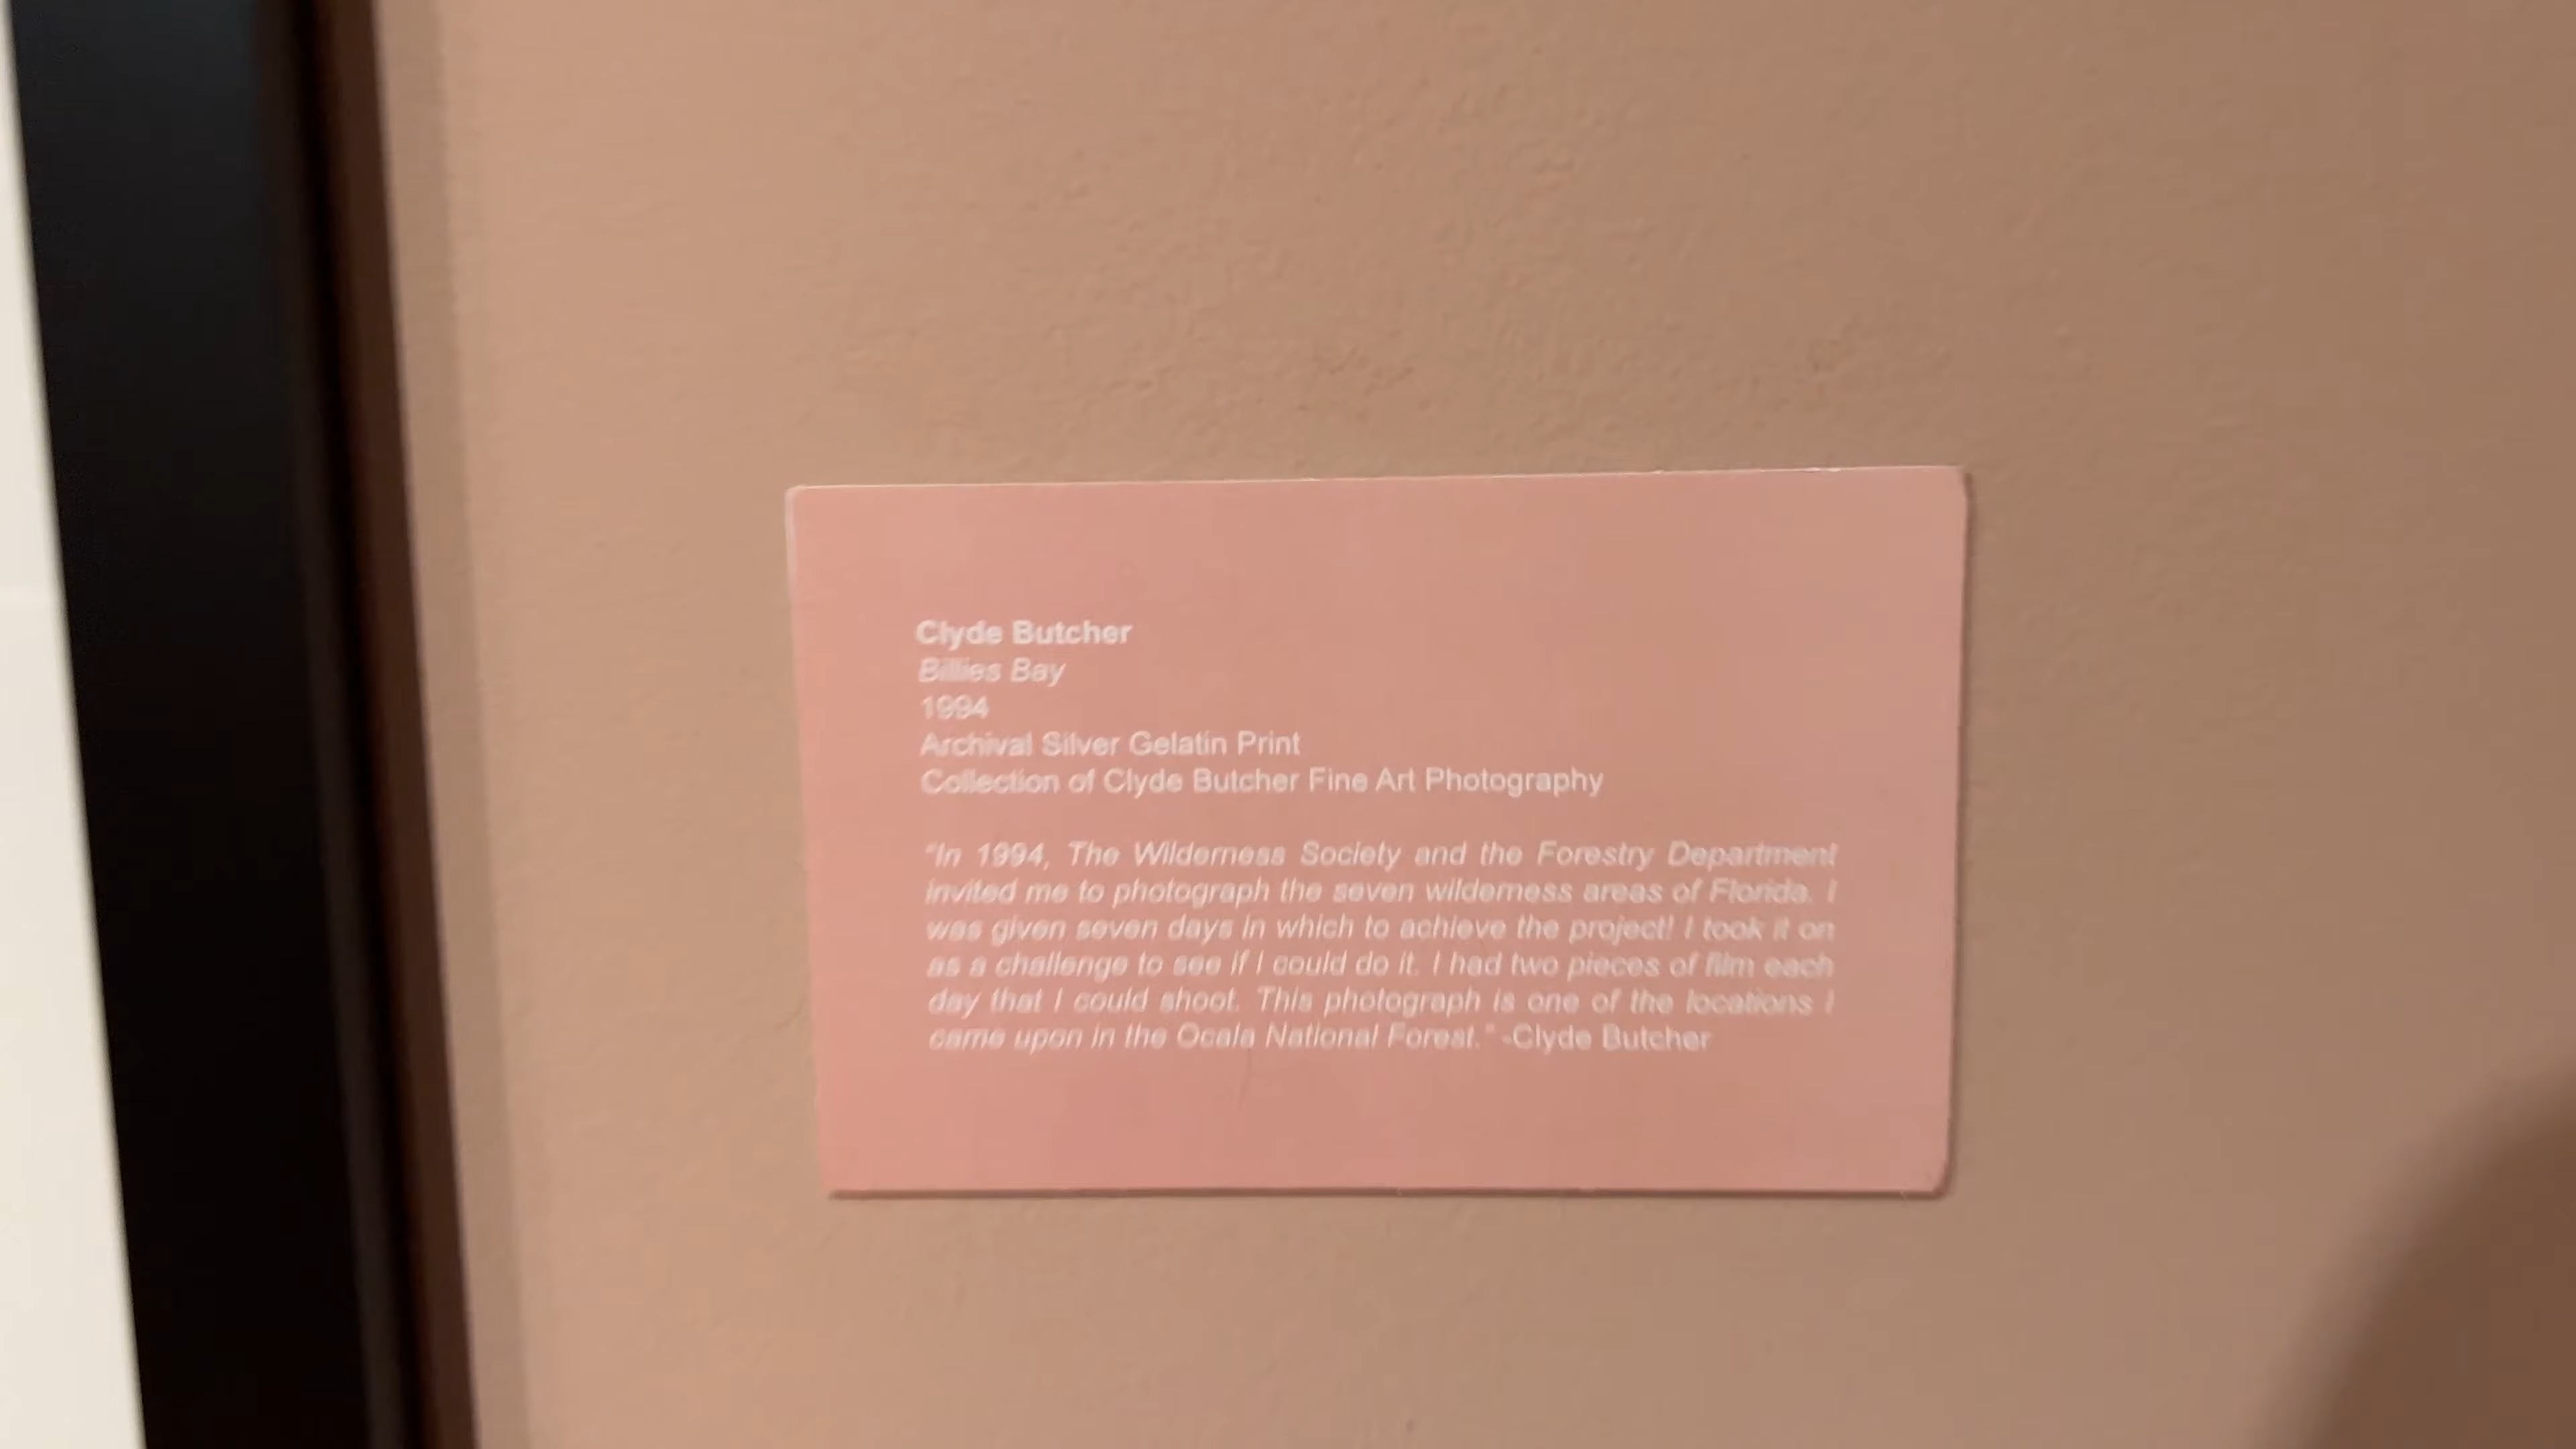 Clyde Butcher
Billies Bay
1994
Archival Silver Gelatin Print
Collection of Clyde Butcher Fine Art Photography
"In 1994, The Wilderness Society and the Forestry Department
invited me to photograph the seven wilderness areas of Florida. I
was given seven days in which to achieve the project! I took it on
as a challenge to see if I could do it. I had two pieces of film each
day that I could shoot. This photograph is one of the locations I
came upon in the Ocala National Forest." -Clyde Butcher